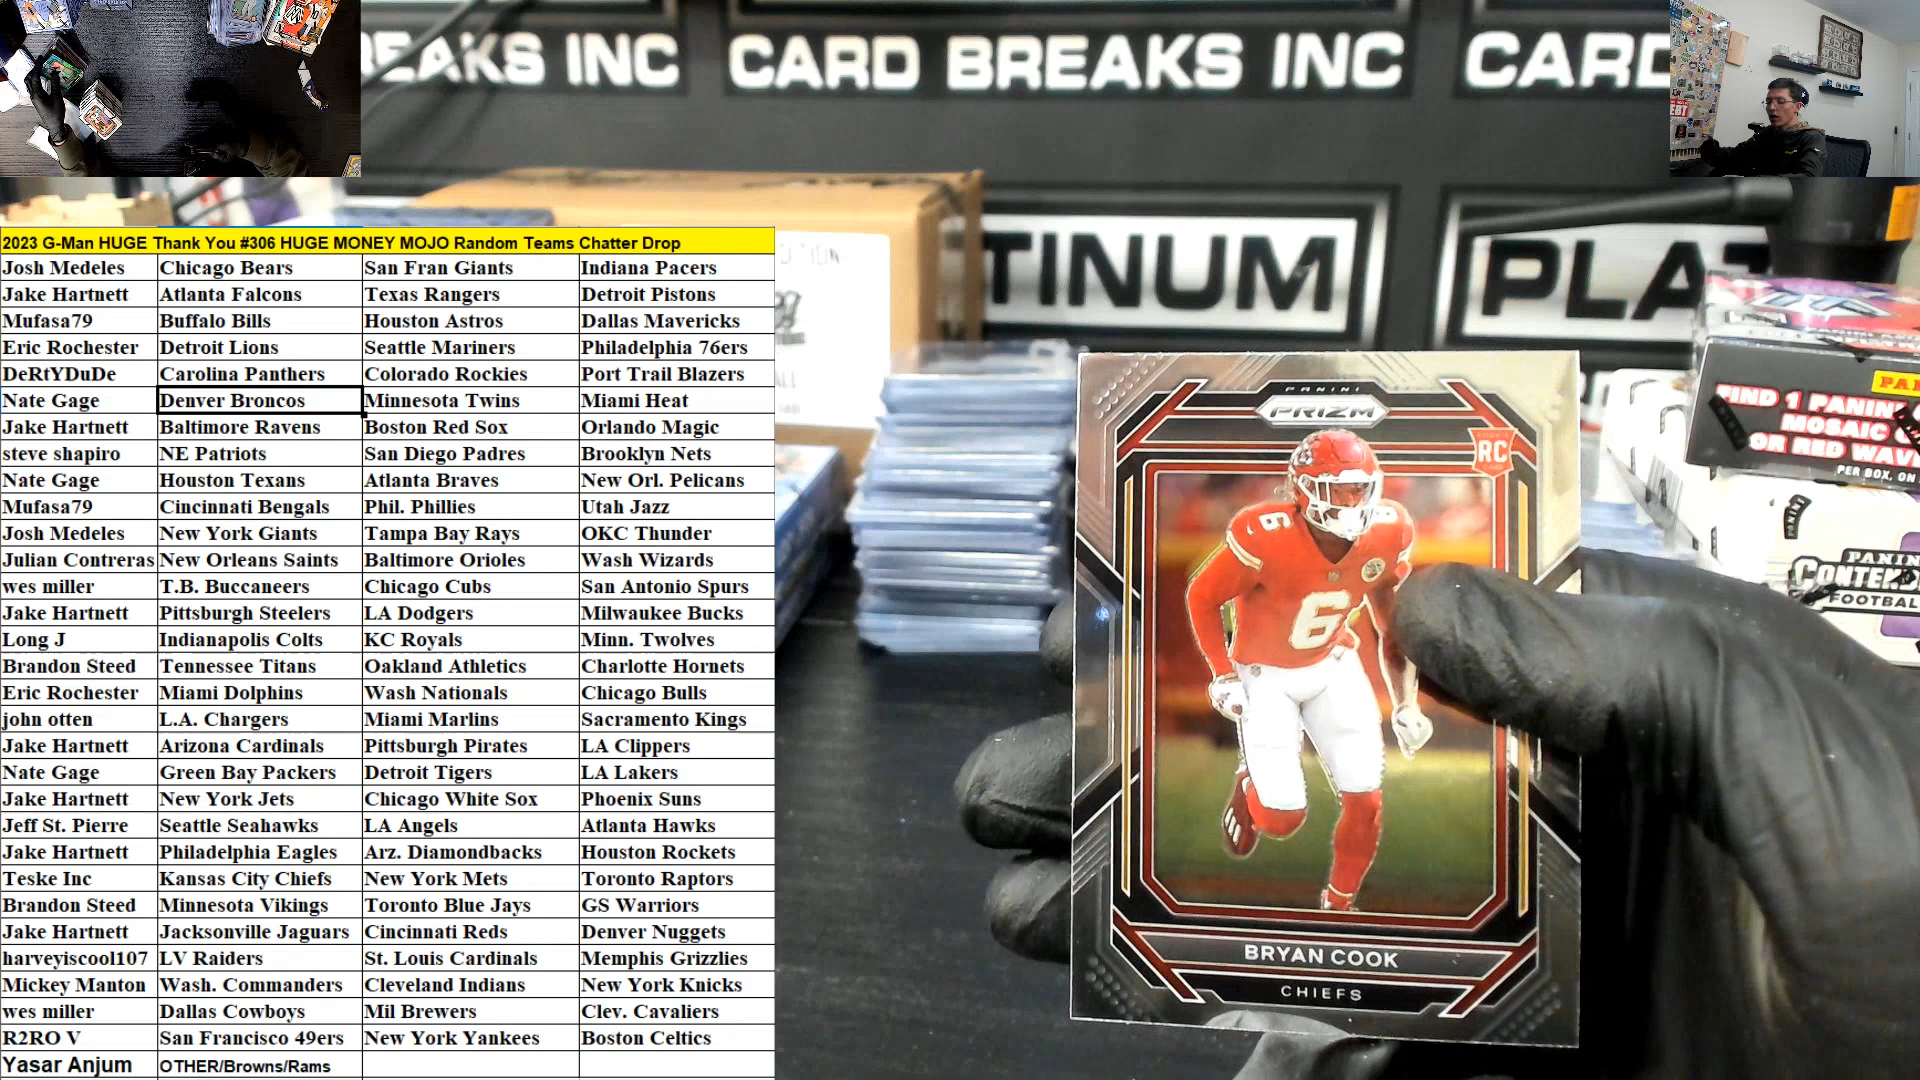 EAKS INC CARD BREAKS INC CARD
TINUM PLA
2023 G-Man HUGE Thank You #306 HUGE MONEY MOJO Random Teams Chatter Drop
Josh Medeles Chicago Bears San Fran Giants Indiana Pacers
Jake Hartnett Atlanta Falcons Texas Rangers Detroit Pistons
Mufasa79 Buffalo Bills Houston Astros Dallas Mavericks
Eric Rochester Detroit Lions Seattle Mariners Philadelphia 76ers
DeRtYDuDe Carolina Panthers Colorado Rockies Port Trail Blazers
Nate Gage Denver Broncos Minnesota Twins Miami Heat
Jake Hartnett Baltimore Ravens Boston Red Sox Orlando Magic
steve shapiro NE Patriots San Diego Padres Brooklyn Nets
Nate Gage Houston Texans Atlanta Braves New Orl. Pelicans
Mufasa79 Cincinnati Bengals Phil. Phillies Utah Jazz
Josh Medeles New York Giants Tampa Bay Rays OKC Thunder
Julian Contreras New Orleans Saints Baltimore Orioles Wash Wizards
wes miller T.B. Buccaneers Chicago Cubs San Antonio Spurs
Jake Hartnett Pittsburgh Steelers LA Dodgers Milwaukee Bucks
Long J Indianapolis Colts KC Royals Minn. Twolves
Brandon Steed Tennessee Titans Oakland Athletics Charlotte Hornets
Eric Rochester Miami Dolphins Wash Nationals Chicago Bulls
john otten L.A. Chargers Miami Marlins Sacramento Kings
Jake Hartnett Arizona Cardinals Pittsburgh Pirates LA Clippers
Nate Gage Green Bay Packers Detroit Tigers LA Lakers
Jake Hartnett New York Jets Chicago White Sox Phoenix Suns
Jeff St. Pierre Seattle Seahawks LA Angels Atlanta Hawks
Jake Hartnett Philadelphia Eagles Arz. Diamondbacks Houston Rockets
Teske Inc Kansas City Chiefs New York Mets Toronto Raptors
Brandon Steed Minnesota Vikings Toronto Blue Jays GS Warriors
Jake Hartnett Jacksonville Jaguars Cincinnati Reds Denver Nuggets
harveyiscool107 LV Raiders St. Louis Cardinals Memphis Grizzlies
Mickey Manton Wash. Commanders Cleveland Indians New York Knicks
wes miller Dallas Cowboys Mil Brewers Clev. Cavaliers
R2RO V San Francisco 49ers New York Yankees Boston Celtics
Yasar Anjum OTHER/Browns/Rams
PANINI
PRIZM
RC
6
6
BRYAN COOK
CHIEFS
FIND 1 PANINI
MOSAIC
OR RED WAV
PER BOX, ON
PANINI
FOOTBAL